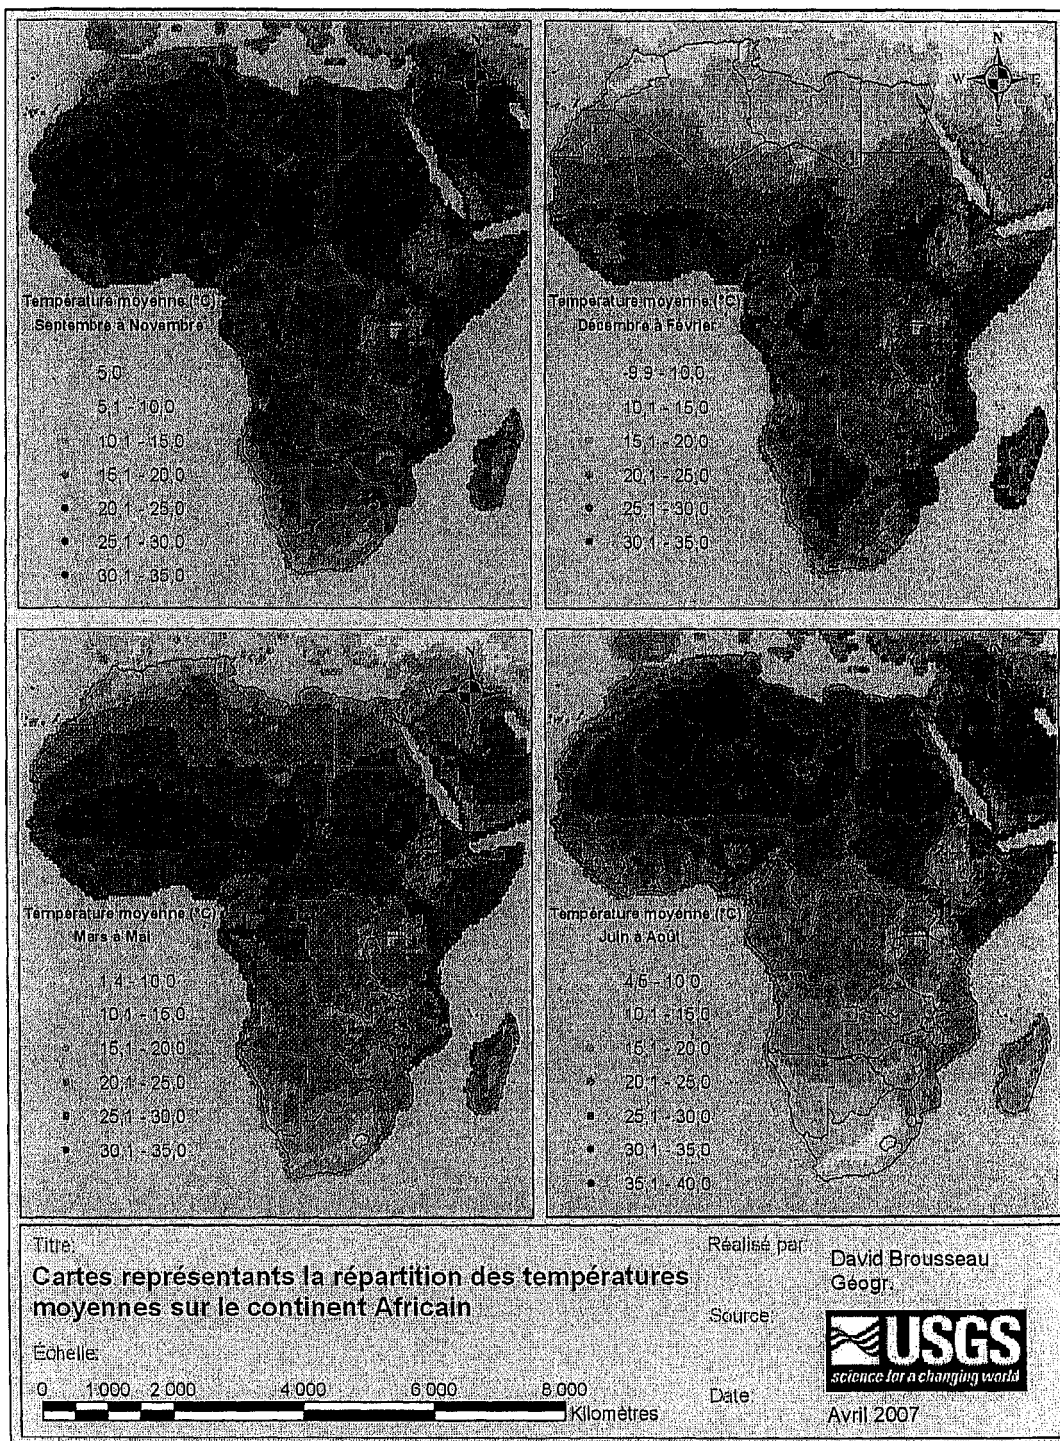 Température moyenne (°C)
Septembre à Novembre
5,0
5,1 - 10,0
10,1 - 15,0
15,1 - 20,0
20,1 - 25,0
25,1 - 30,0
30,1 - 35,0
N
W
E
S
Température moyenne (°C)
Décembre à Février
-9,9 - 10,0
10,1 - 15,0
15,1 - 20,0
20,1 - 25,0
25,1 - 30,0
30,1 - 35,0
N
Température moyenne (°C)
Mars à Mai
1,4 - 10,0
10,1 - 15,0
15,1 - 20,0
20,1 - 25,0
25,1 - 30,0
30,1 - 35,0
Température moyenne (°C)
Juin à Août
4,6 - 10,0
10,1 - 15,0
15,1 - 20,0
20,1 - 25,0
25,1 - 30,0
30,1 - 35,0
35,1 - 40,0
Titre:
Cartes représentants la répartition des températures
moyennes sur le continent Africain
Échelle:
0 1 000 2 000 4 000 6 000 8 000
Kilomètres
Réalisé par
David Brousseau
Géogr.
Source:
USGS
science for a changing world
Date
Avril 2007